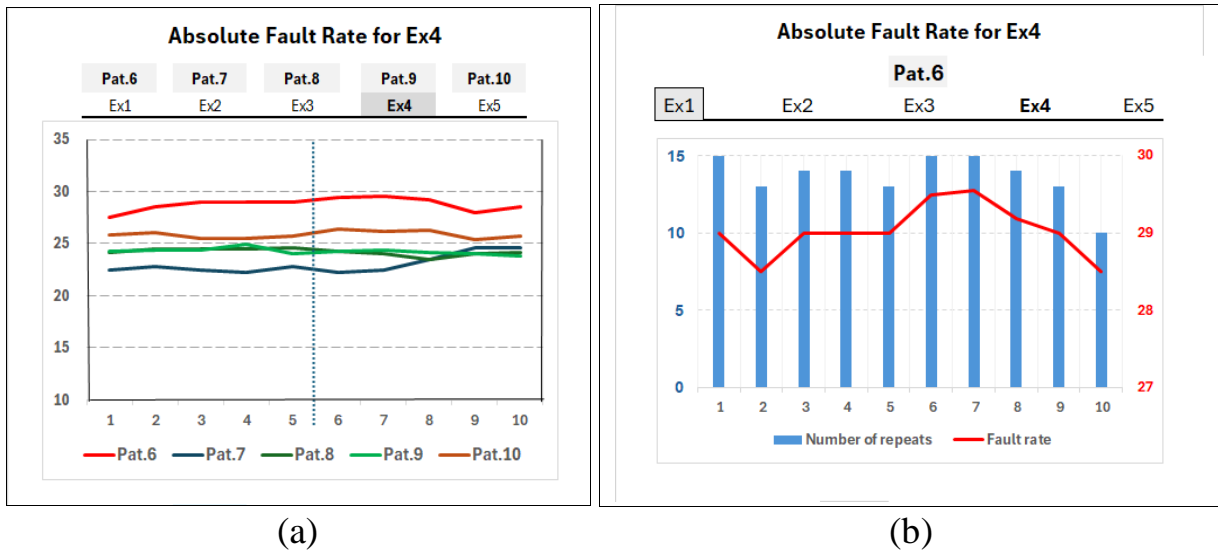 Absolute Fault Rate for Ex4
Pat.6 Pat.7 Pat.8 Pat.9 Pat.10
Ex1 Ex2 Ex3 Ex4 Ex5
35
30
25
20
15
10
1 2 3 4 5 6 7 8 9 10
Pat.6 Pat.7 Pat.8 Pat.9 Pat.10
(a)
Absolute Fault Rate for Ex4
Pat.6
Ex1 Ex2 Ex3 Ex4 Ex5
15 30
10 29
5 28
0 27
1 2 3 4 5 6 7 8 9 10
Number of repeats Fault rate
(b)